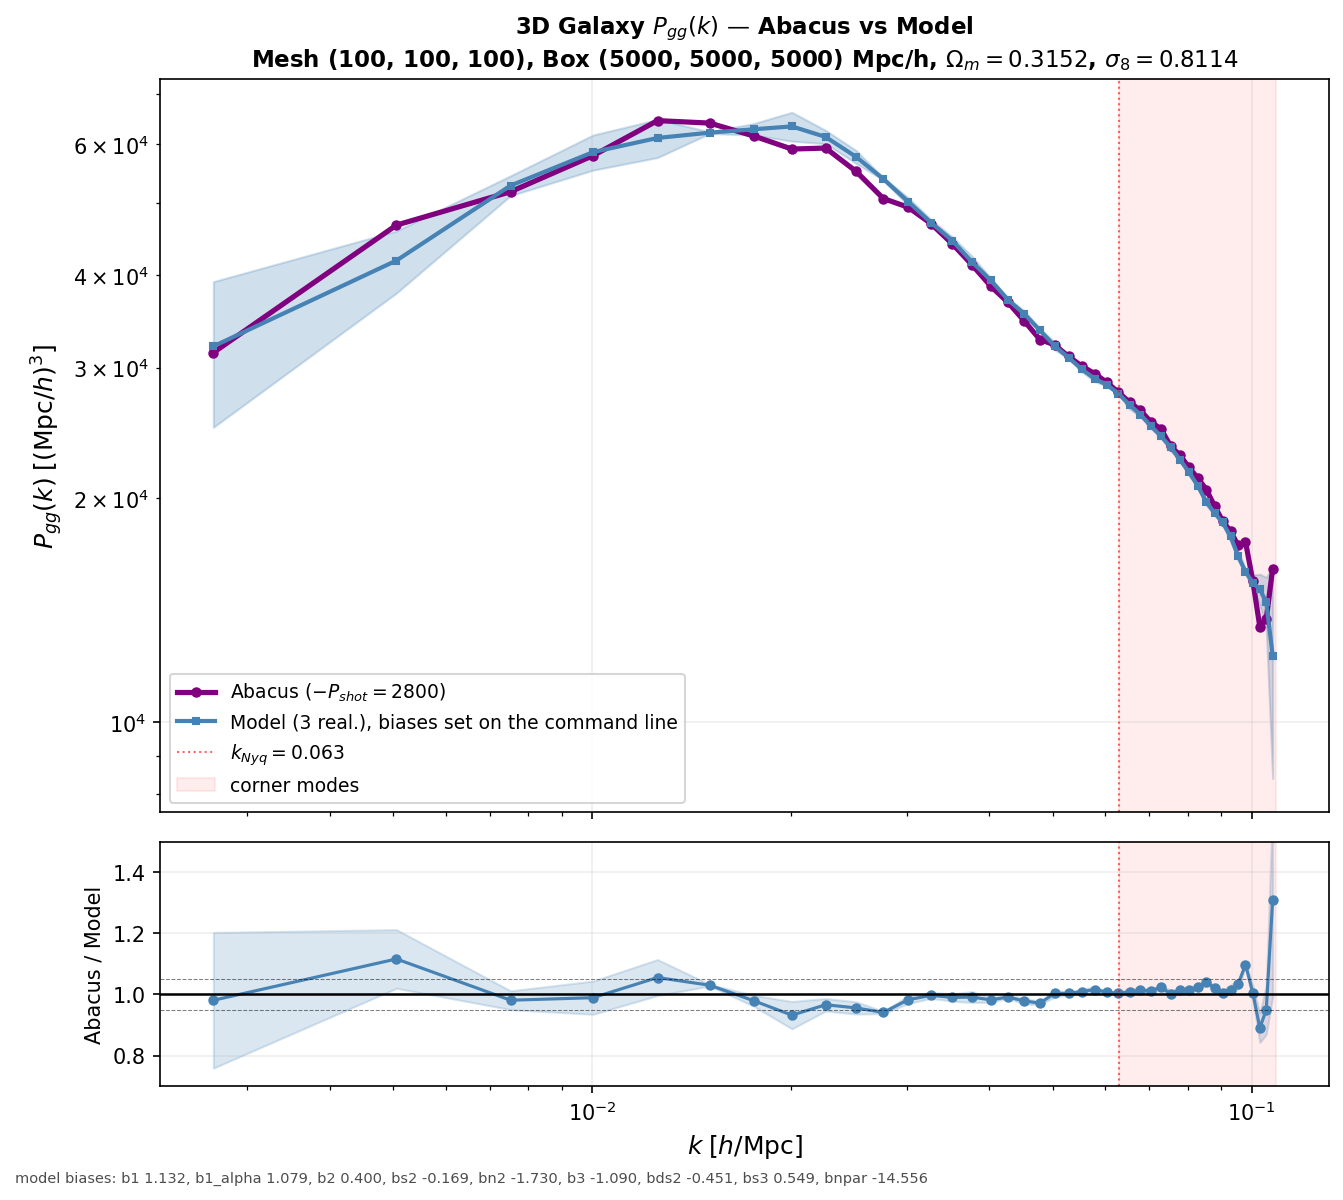 3D Galaxy P_gg(k) — Abacus vs Model
Mesh (100, 100, 100), Box (5000, 5000, 5000) Mpc/h, Ω_m = 0.3152, σ_8 = 0.8114
P_gg(k) [(Mpc/h)^3]
6 × 10^4
4 × 10^4
3 × 10^4
2 × 10^4
10^4
Abacus (−P_shot = 2800)
Model (3 real.), biases set on the command line
k_Nyq = 0.063
corner modes
Abacus / Model
1.4
1.2
1.0
0.8
10^−2
10^−1
k [h/Mpc]
model biases: b1 1.132, b1_alpha 1.079, b2 0.400, bs2 -0.169, bn2 -1.730, b3 -1.090, bds2 -0.451, bs3 0.549, bnpar -14.556